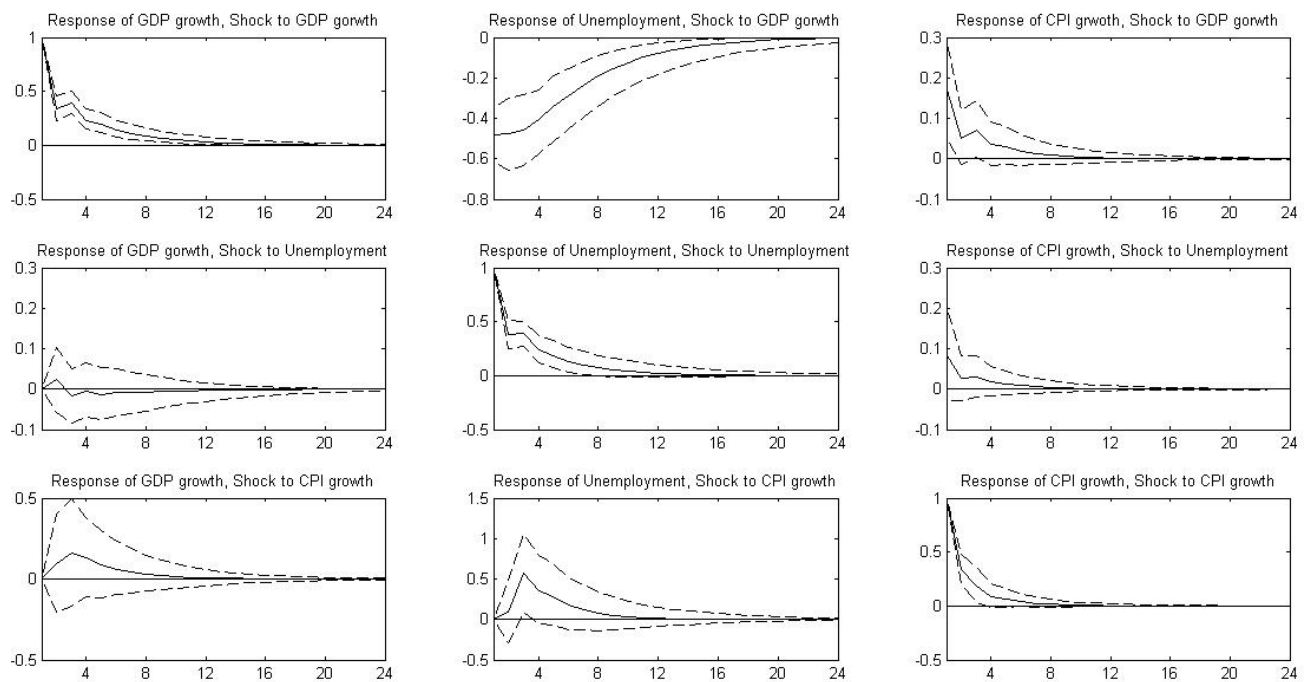 Response of GDP growth, Shock to GDP gorwth
Response of Unemployment, Shock to GDP gorwth
Response of CPI grwoth, Shock to GDP gorwth
1
0.5
0
-0.5
4 8 12 16 20 24
0
-0.2
-0.4
-0.6
-0.8
4 8 12 16 20 24
0.3
0.2
0.1
0
0.1
4 8 12 16 20 24
Response of GDP gorwth, Shock to Unemployment
Response of Unemployment, Shock to Unemployment
Response of CPI growth, Shock to Unemployment
0.3
0.2
0.1
0
-0.1
4 8 12 16 20 24
1
0.5
0
-0.5
4 8 12 16 20 24
0.3
0.2
0.1
0
-0.1
4 8 12 16 20 24
Response of GDP growth, Shock to CPI growth
Response of Unemployment, Shock to CPI growth
Response of CPI growth, Shock to CPI growth
0.5
0
-0.5
4 8 12 16 20 24
1.5
1
0.5
0
-0.5
4 8 12 16 20 24
1
0.5
0
-0.5
4 8 12 16 20 24